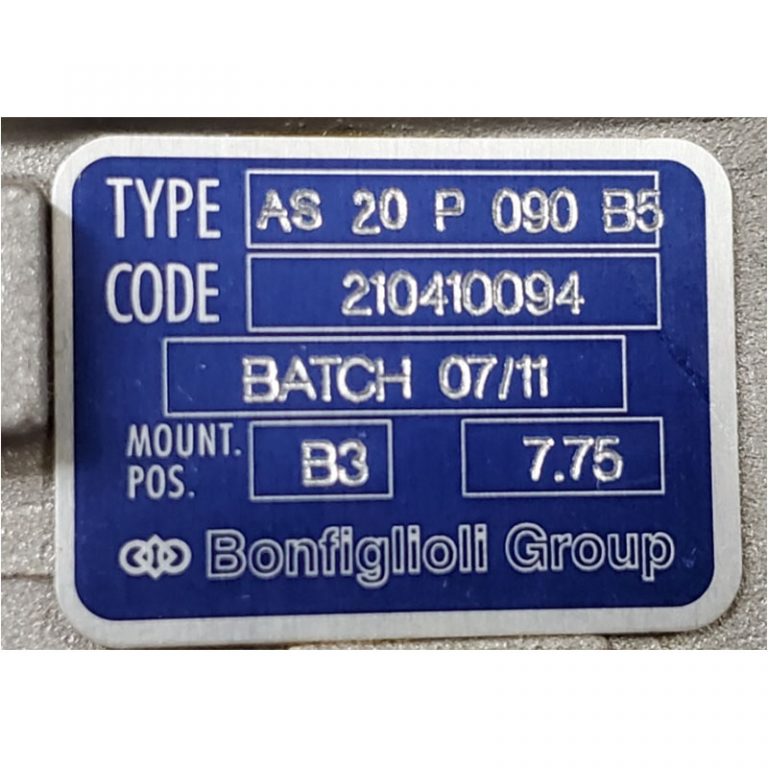 TYPE AS 20 P 090 B5
CODE 210410094
BATCH 07/11
MOUNT. POS. B3 7.75
Bonfiglioli Group